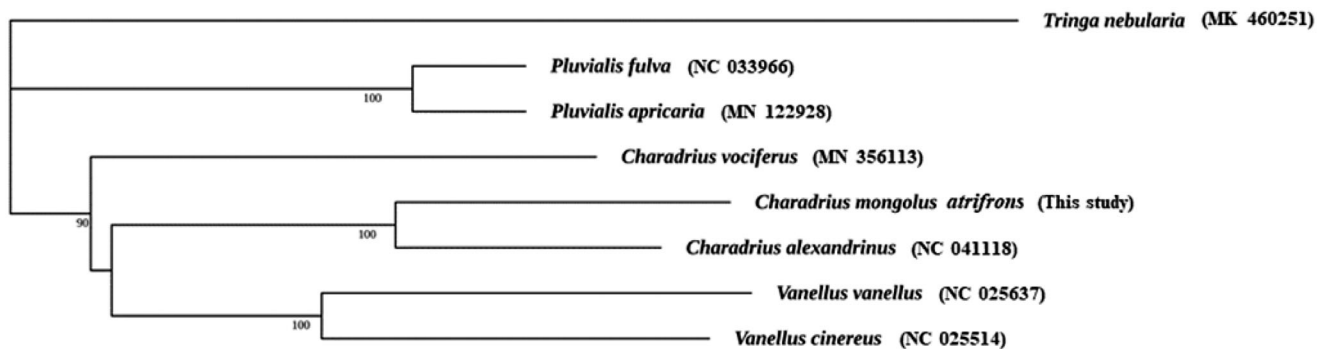 Tringa nebularia (MK 460251)
Pluvialis fulva (NC 033966)
100
Pluvialis apricaria (MN 122928)
Charadrius vociferus (MN 356113)
Charadrius mongolus atrifrons (This study)
90
100
Charadrius alexandrinus (NC 041118)
Vanellus vanellus (NC 025637)
100
Vanellus cinereus (NC 025514)